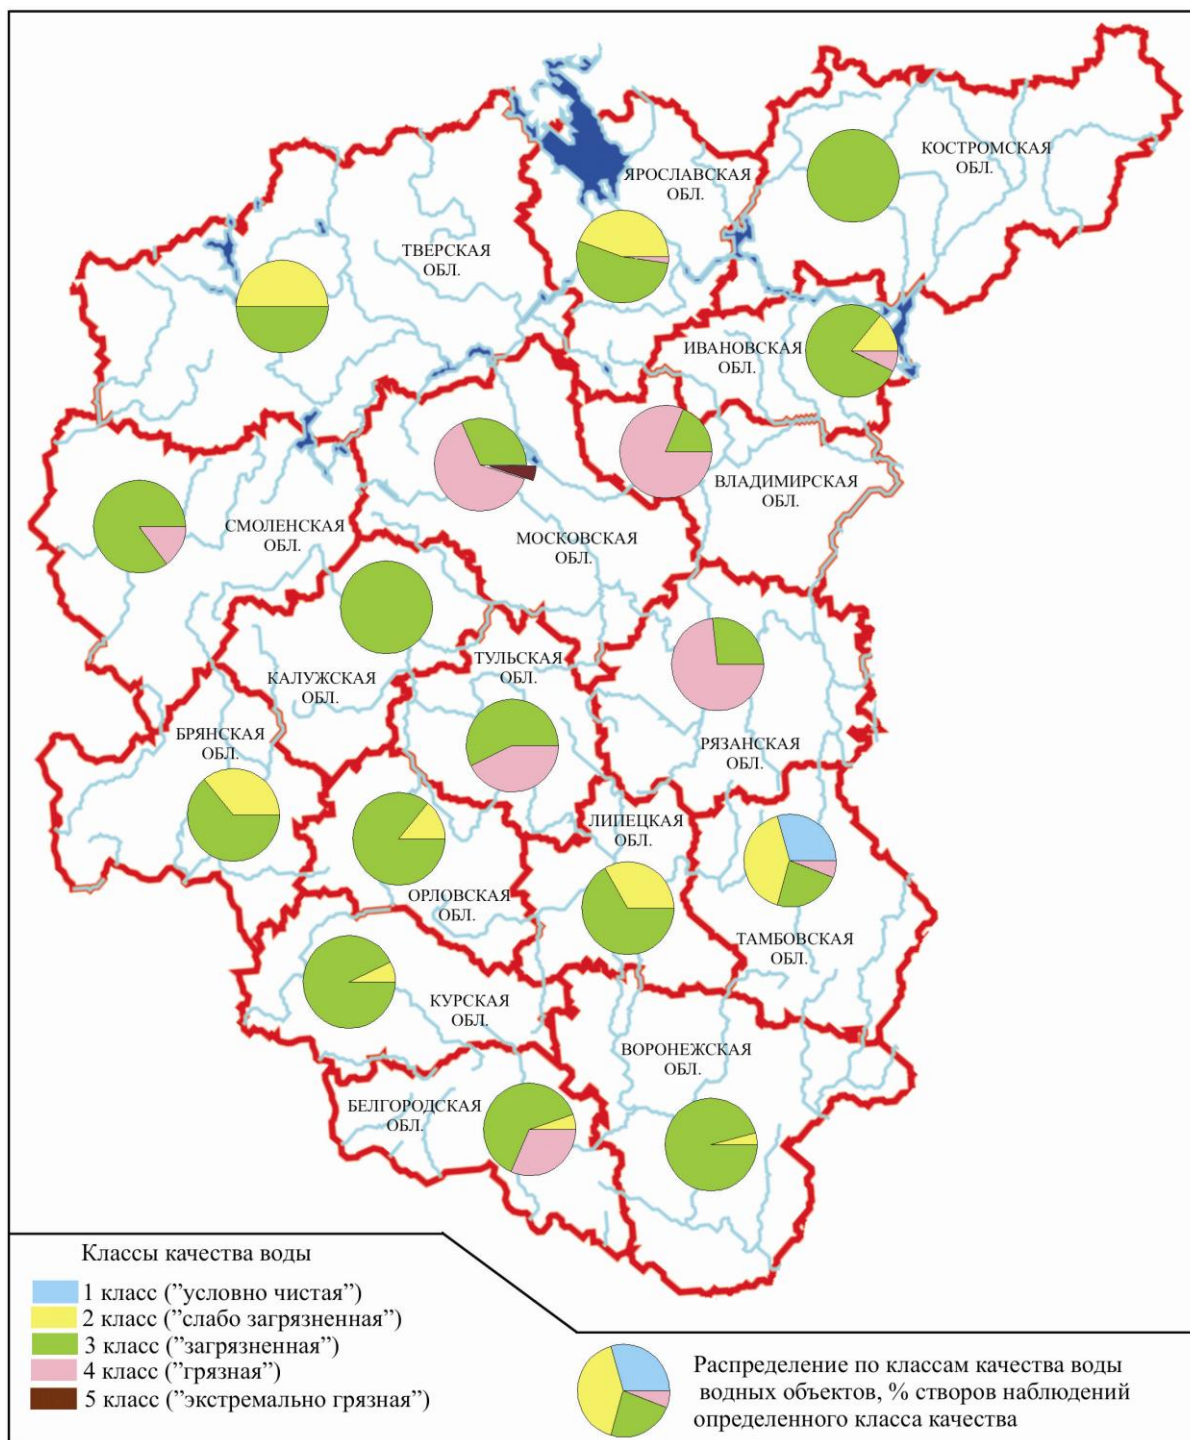 КОСТРОМСКАЯ
ОБЛ.
ЯРОСЛАВСКАЯ
ОБЛ.
ТВЕРСКАЯ
ОБЛ.
ИВАНОВСКАЯ
ОБЛ.
ВЛАДИМИРСКАЯ
ОБЛ.
СМОЛЕНСКАЯ
ОБЛ.
МОСКОВСКАЯ
ОБЛ.
ТУЛЬСКАЯ
ОБЛ.
КАЛУЖСКАЯ
ОБЛ.
БРЯНСКАЯ
ОБЛ.
РЯЗАНСКАЯ
ОБЛ.
ЛИПЕЦКАЯ
ОБЛ.
ОРЛОВСКАЯ
ОБЛ.
ТАМБОВСКАЯ
ОБЛ.
КУРСКАЯ
ОБЛ.
ВОРОНЕЖСКАЯ
ОБЛ.
БЕЛГОРОДСКАЯ
ОБЛ.
Классы качества воды
1 класс (”условно чистая”)
2 класс (”слабо загрязненная”)
3 класс (”загрязненная”)
4 класс (”грязная”)
5 класс (”экстремально грязная”)
Распределение по классам качества воды
водных объектов, % створов наблюдений
определенного класса качества